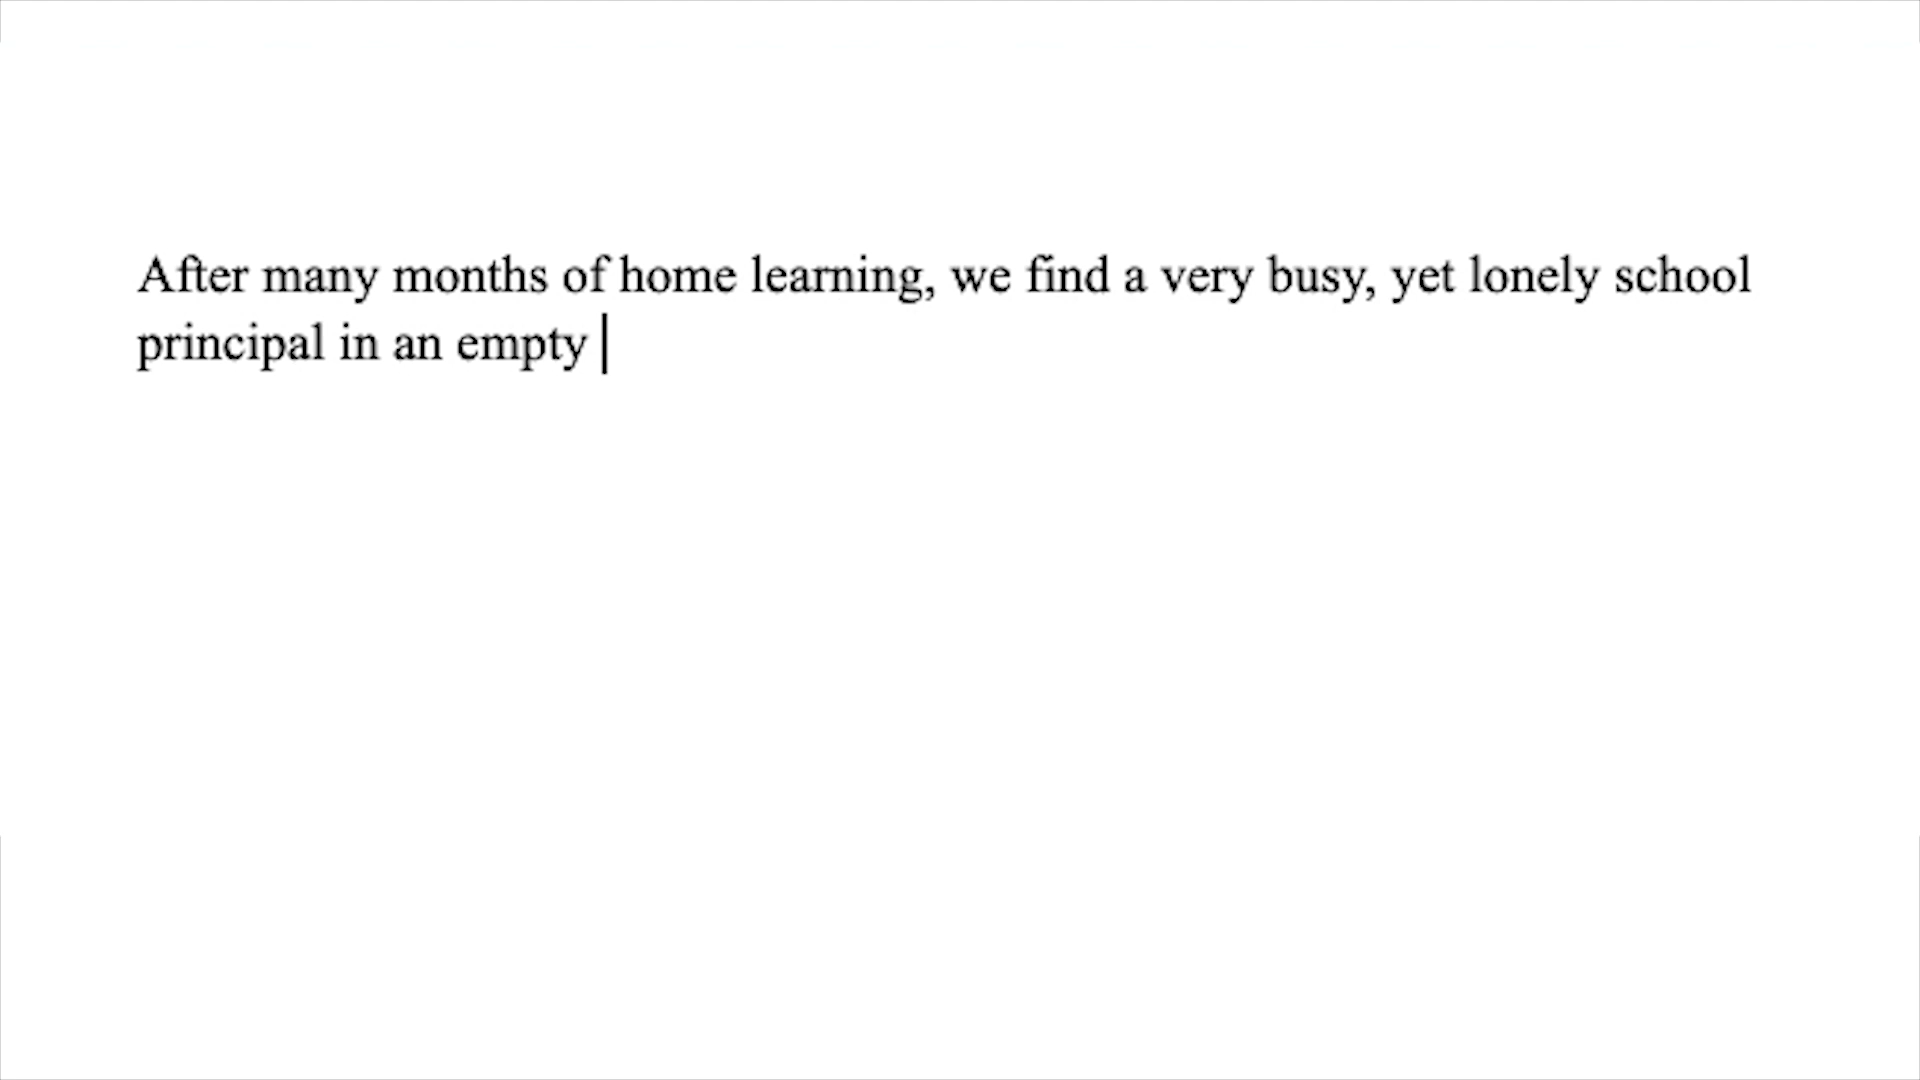 After many months of home learning, we find a very busy, yet lonely school
principal in an empty